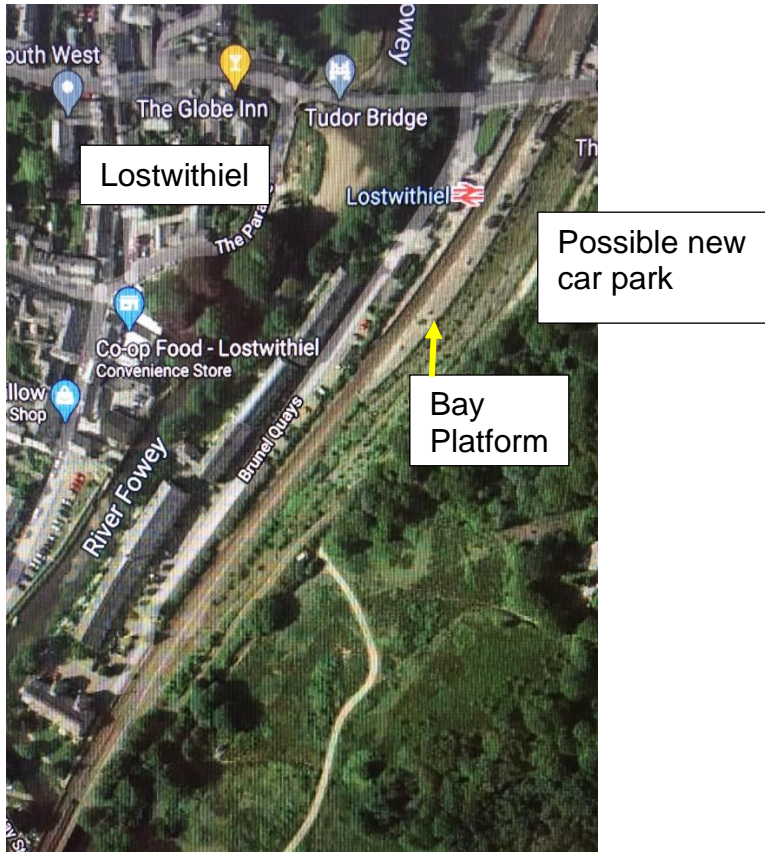 outh West
owey
The Globe Inn
Tudor Bridge
Th
Lostwithiel
Lostwithiel
The Para
Possible new
car park
Co-op Food - Lostwithiel
Convenience Store
Bay
Platform
illow
Shop
Brunel Quays
River Fowey